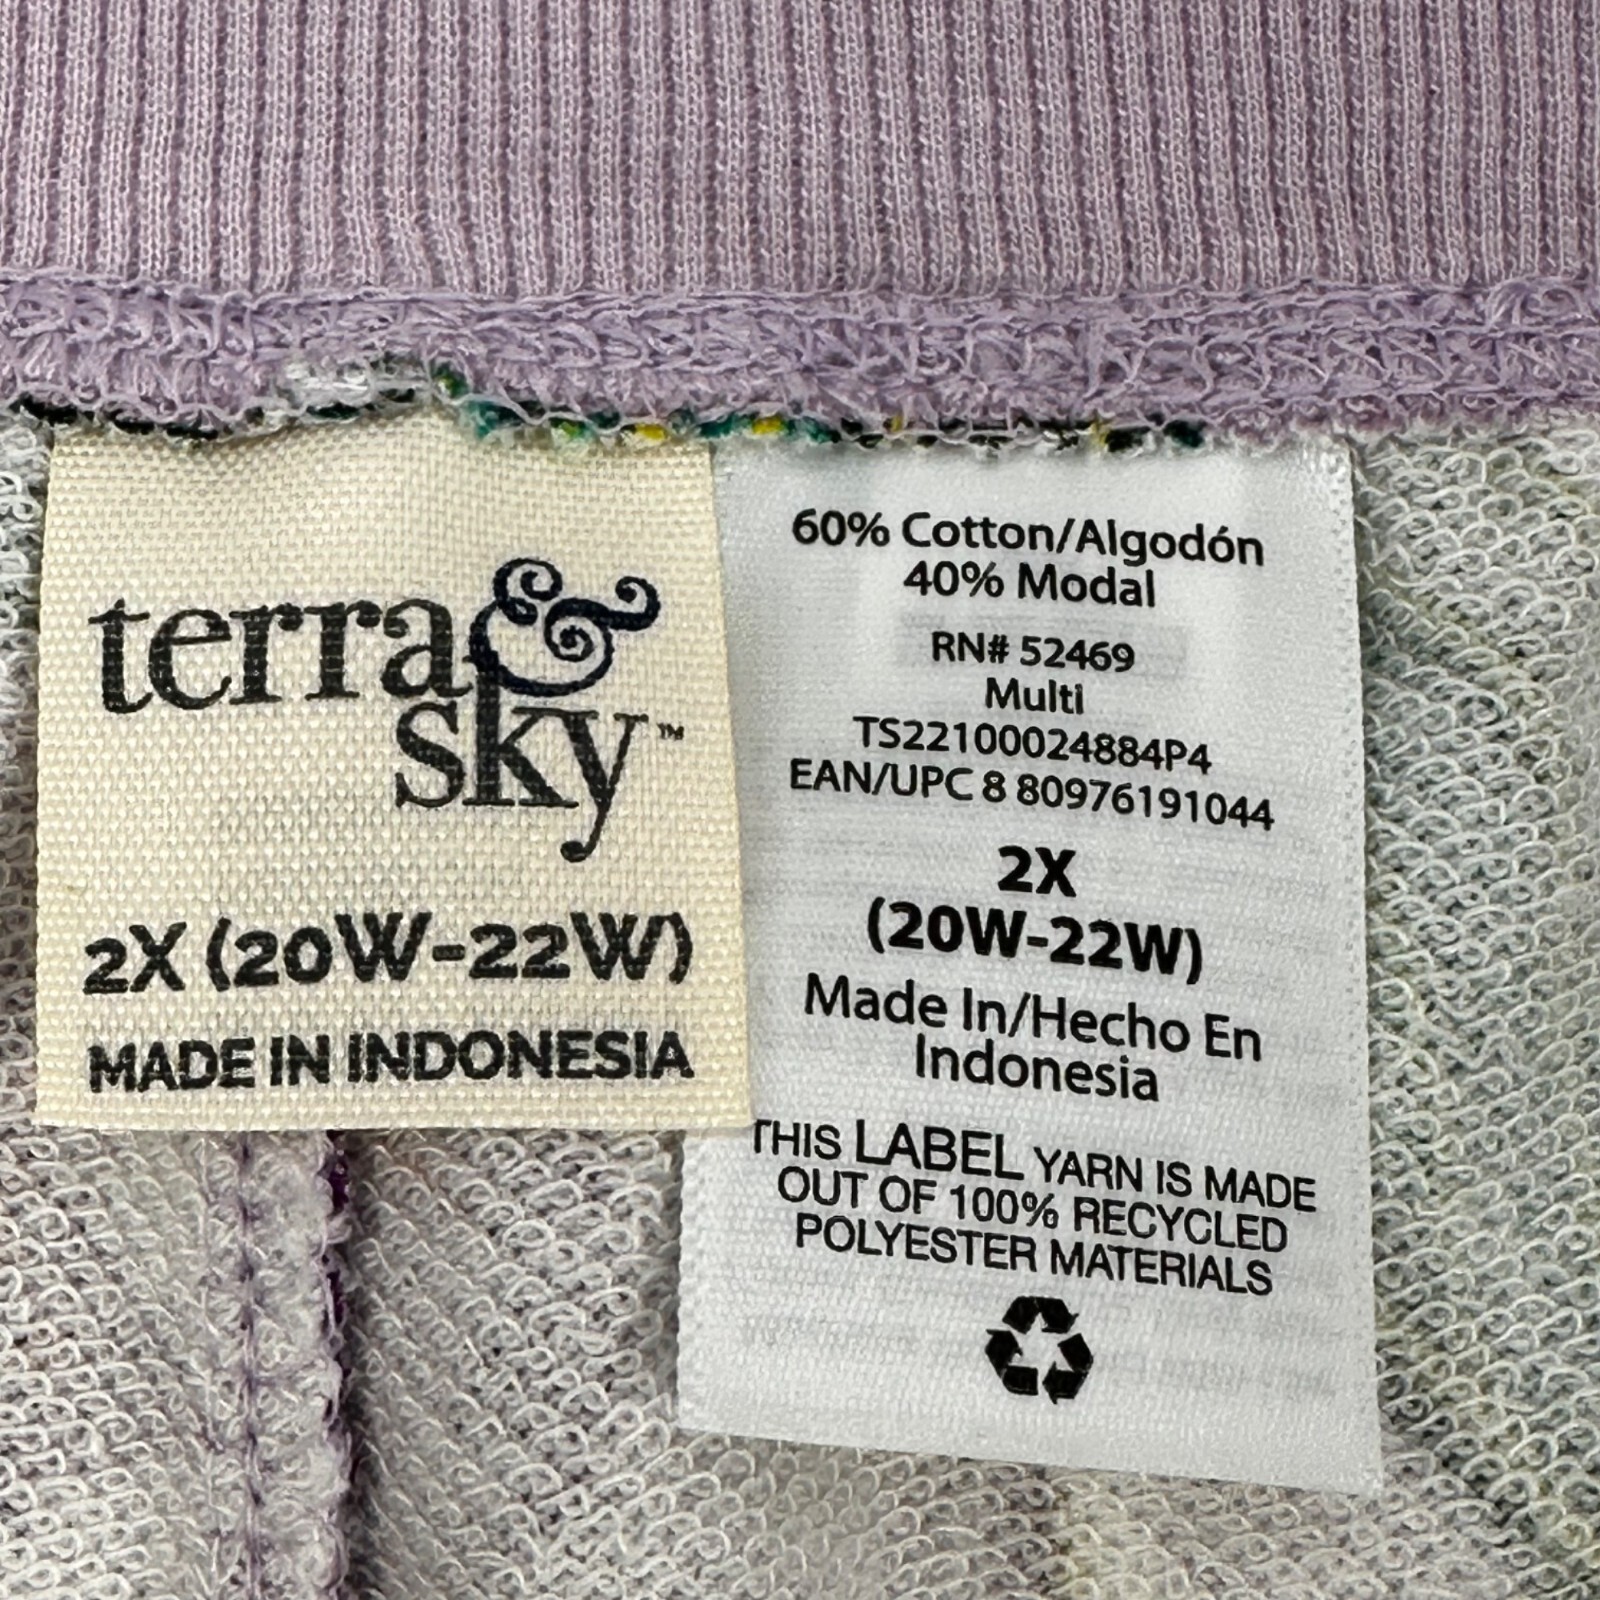 terra &
sky™
2X (20W-22W)
MADE IN INDONESIA
60% Cotton/Algodón
40% Modal
RN# 52469
Multi
TS22100024884P4
EAN/UPC 8 80976191044
2X
(20W-22W)
Made In/Hecho En
Indonesia
THIS LABEL YARN IS MADE
OUT OF 100% RECYCLED
POLYESTER MATERIALS